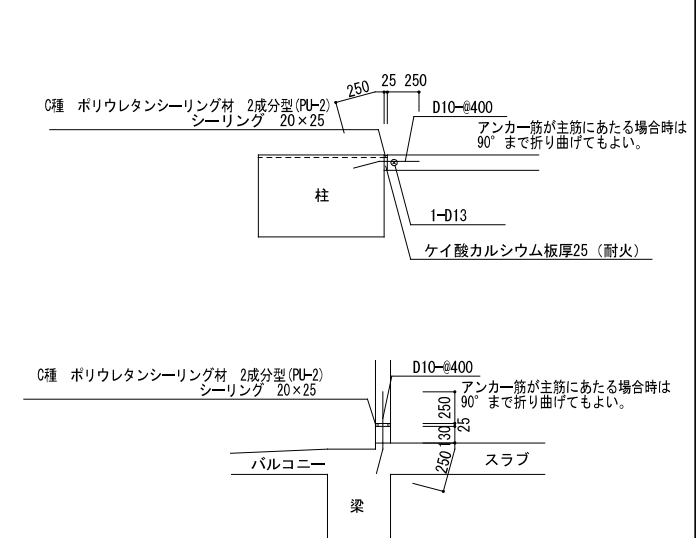 250 25 250
C種 ポリウレタンシーリング材 2成分型(PU-2)
シーリング 20×25
D10-@400
アンカー筋が主筋にあたる場合時は
90°まで折り曲げてもよい。
柱
1-D13
ケイ酸カルシウム板厚25 (耐火)
D10-@400
C種 ポリウレタンシーリング材 2成分型(PU-2)
シーリング 20×25
アンカー筋が主筋にあたる場合時は
90°まで折り曲げてもよい。
250
25
130
250
バルコニー
スラブ
梁